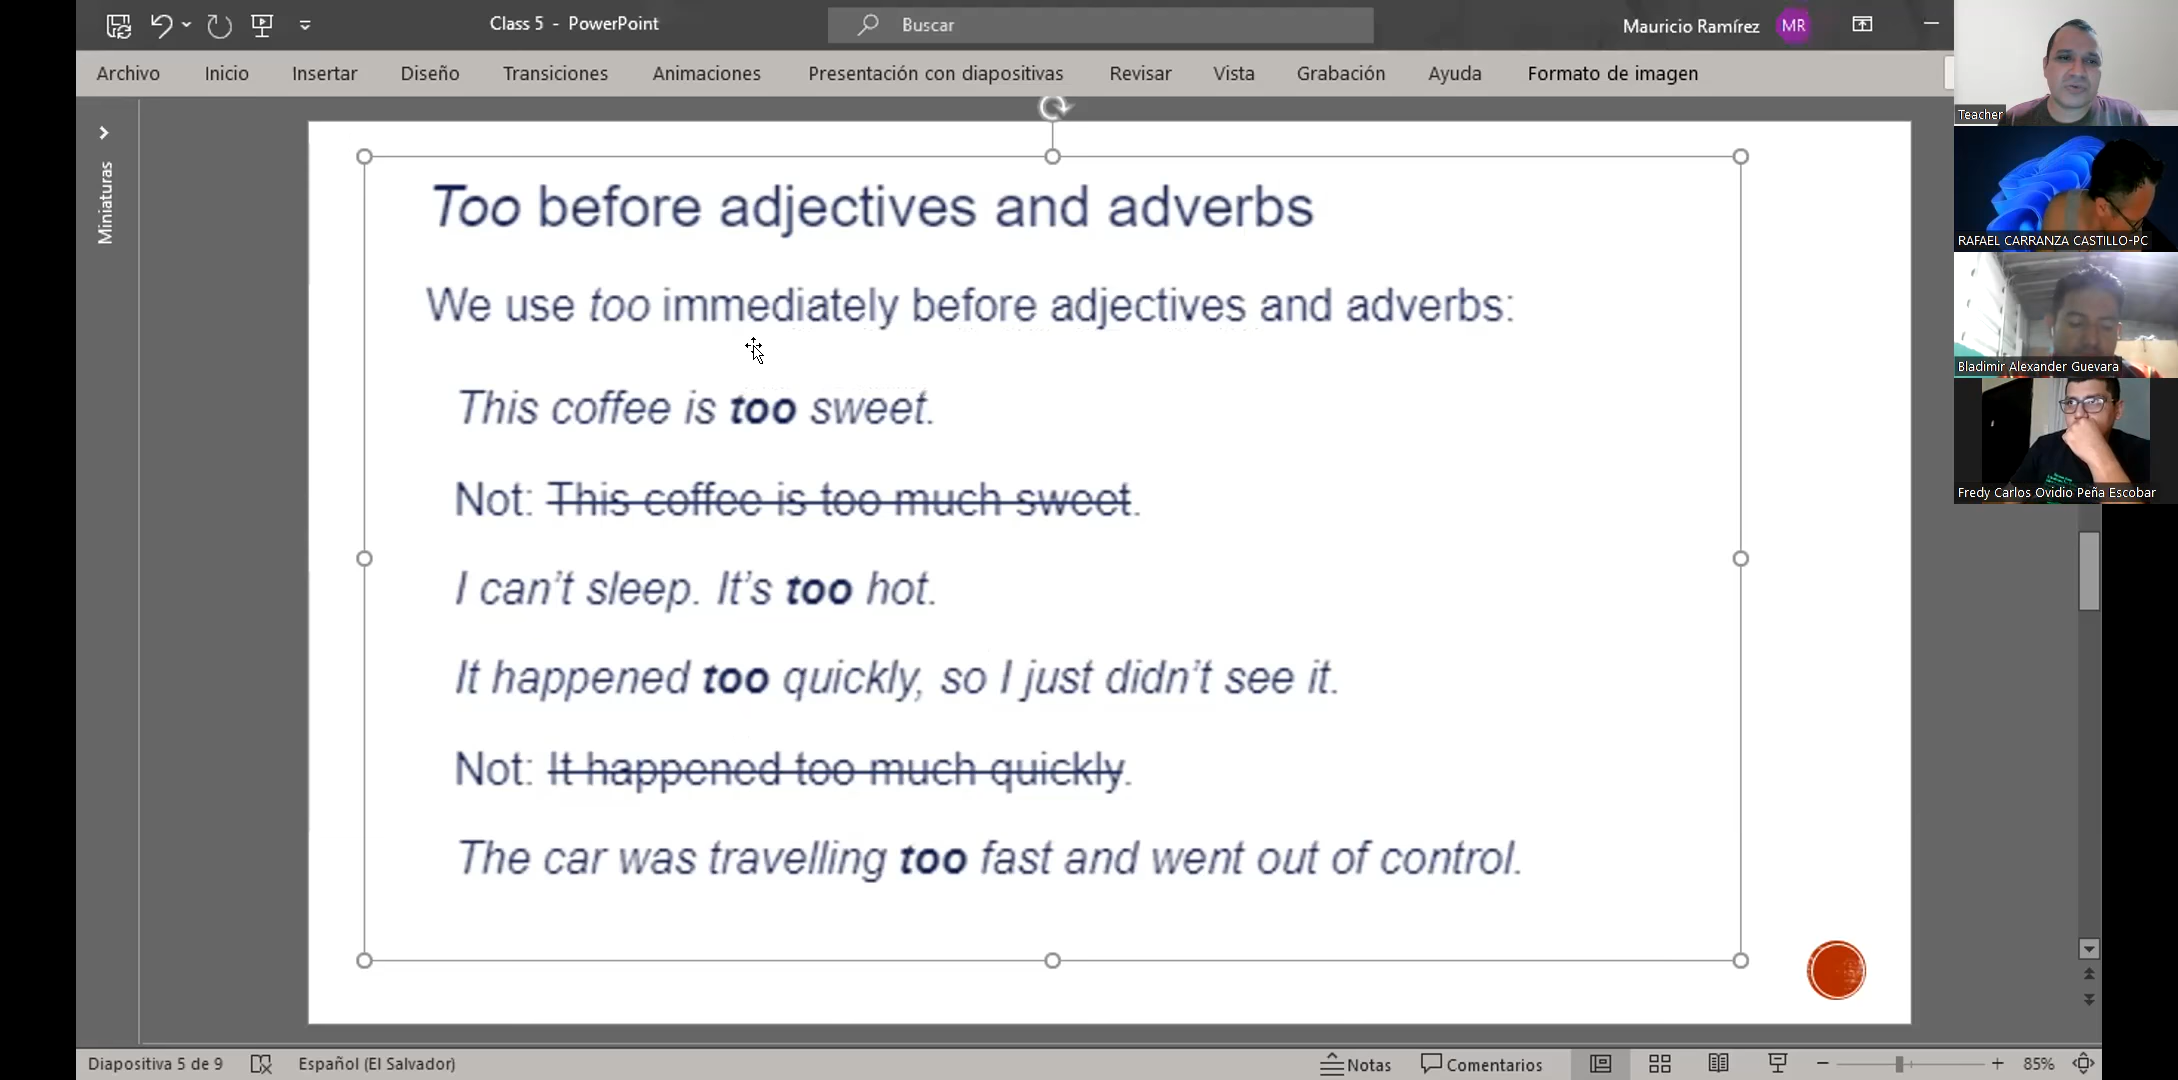 Class 5 - PowerPoint
Buscar
Mauricio Ramírez
MR
Archivo Inicio Insertar Diseño Transiciones Animaciones Presentación con diapositivas Revisar Vista Grabación Ayuda Formato de imagen
Miniaturas
Too before adjectives and adverbs
We use too immediately before adjectives and adverbs:
This coffee is too sweet.
Not: This coffee is too much sweet.
I can't sleep. It's too hot.
It happened too quickly, so I just didn't see it.
Not: It happened too much quickly.
The car was travelling too fast and went out of control.
Teacher
RAFAEL CARRANZA CASTILLO-PC
Bladimir Alexander Guevara
Fredy Carlos Ovidio Peña Escobar
Diapositiva 5 de 9
Español (El Salvador)
Notas
Comentarios
85%